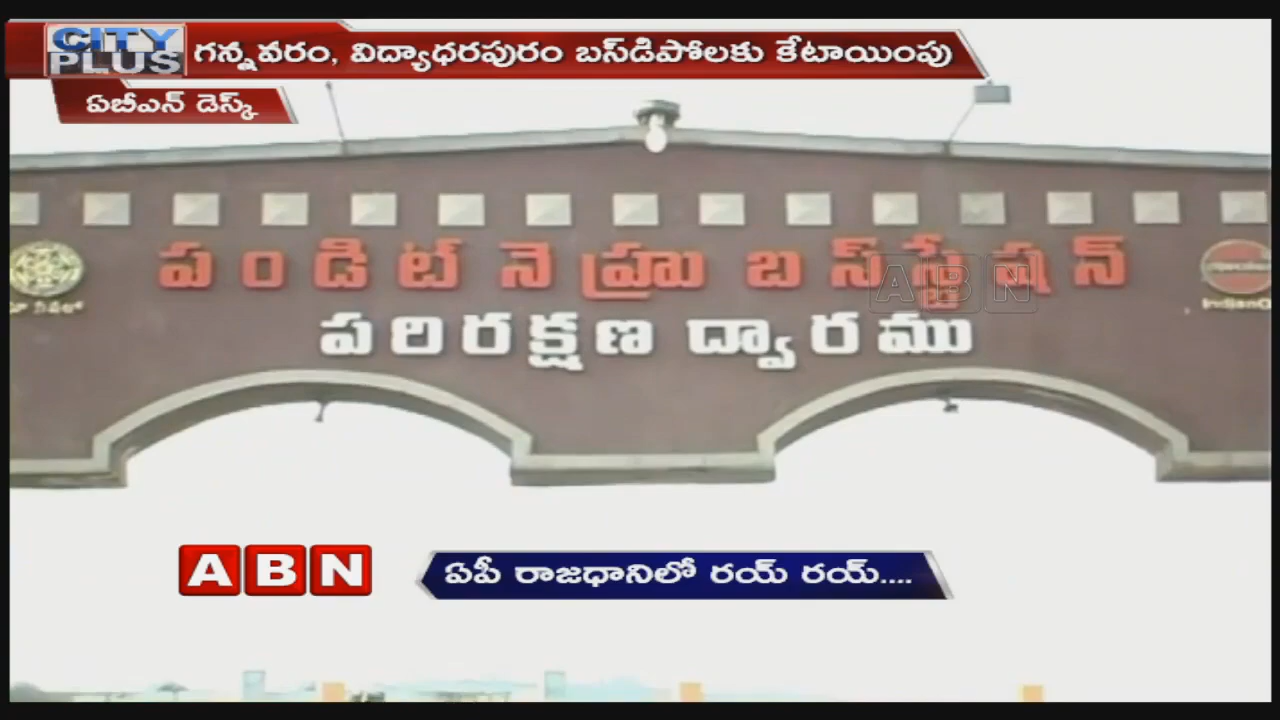 CITY PLUS
గన్నవరం, విద్యాధరపురం బస్‌డిపోలకు కేటాయింపు
ఏబీఎన్ డెస్క్
పండిట్ నెహ్రు బస్‌స్టేషన్
ABN
పరిరక్షణ ద్వారము
ABN
ఏపీ రాజధానిలో రయ్ రయ్....